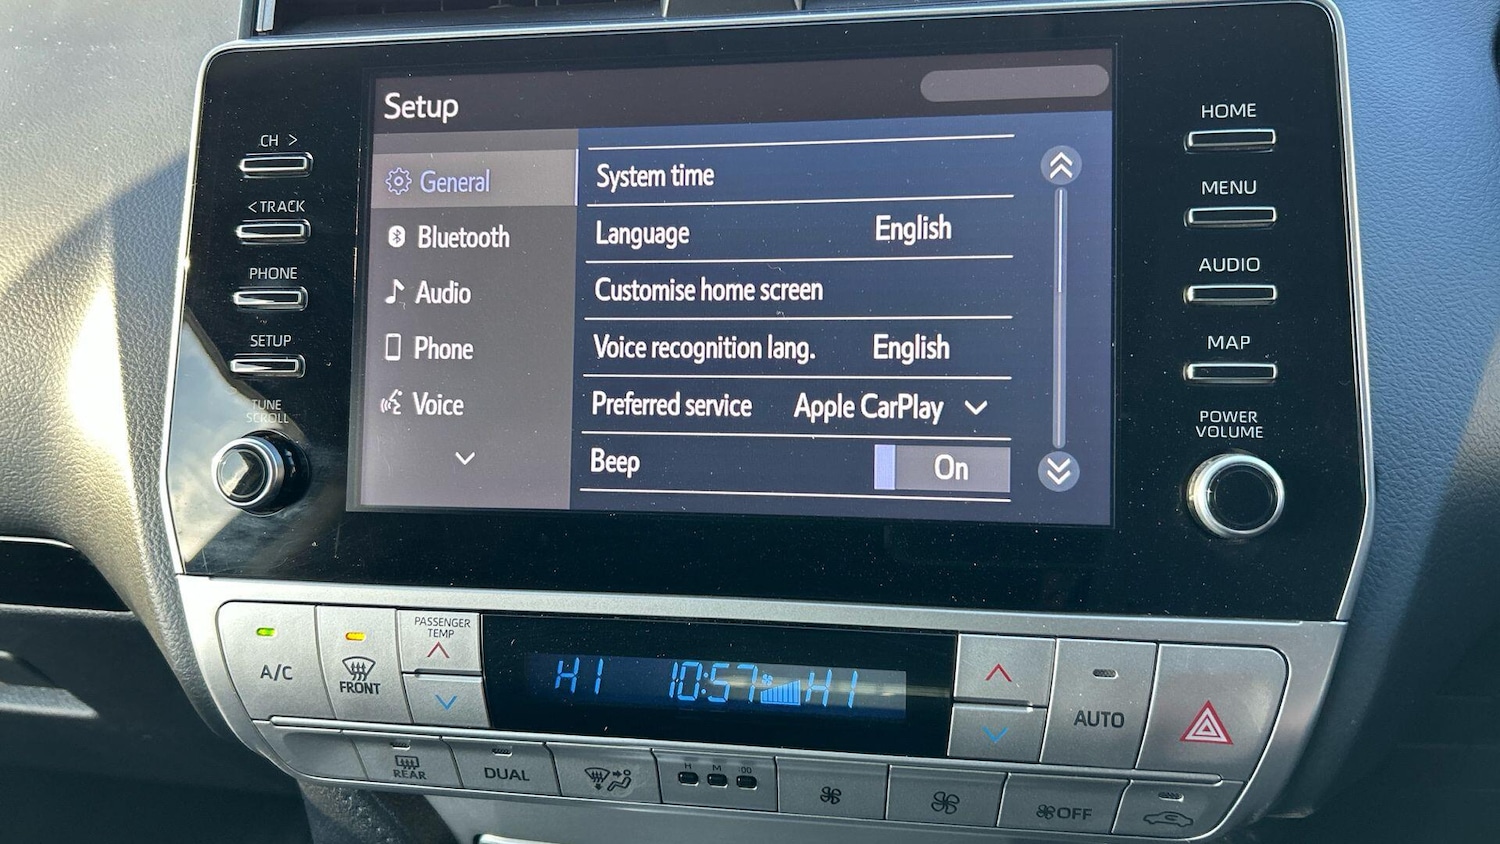 Setup
General
Bluetooth
Audio
Phone
Voice
System time
Language English
Customise home screen
Voice recognition lang. English
Preferred service Apple CarPlay
Beep On
CH >
< TRACK
PHONE
SETUP
TUNE
SCROLL
HOME
MENU
AUDIO
MAP
POWER
VOLUME
A/C
FRONT
PASSENGER
TEMP
HI 10:57 HI
AUTO
REAR
DUAL
H M 00
OFF